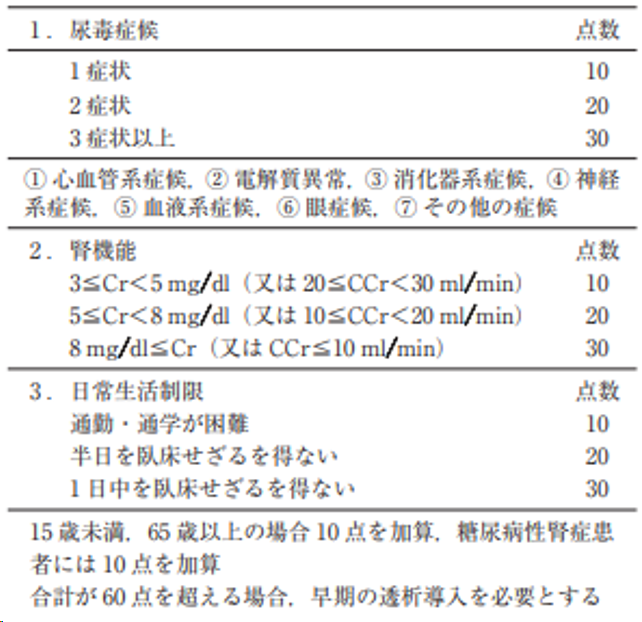 1．尿毒症候　点数
1 症状　10
2 症状　20
3 症状以上　30
① 心血管系症候，② 電解質異常，③ 消化器系症候，④ 神経
系症候，⑤ 血液系症候，⑥ 眼症候，⑦ その他の症候
2．腎機能　点数
3≦Cr＜5 mg/dl（又は 20≦CCr＜30 ml/min）　10
5≦Cr＜8 mg/dl（又は 10≦CCr＜20 ml/min）　20
8 mg/dl≦Cr（又は CCr≦10 ml/min）　30
3．日常生活制限　点数
通勤・通学が困難　10
半日を臥床せざるを得ない　20
1 日中を臥床せざるを得ない　30
15 歳未満，65 歳以上の場合 10 点を加算，糖尿病性腎症患
者には 10 点を加算
合計が 60 点を超える場合，早期の透析導入を必要とする